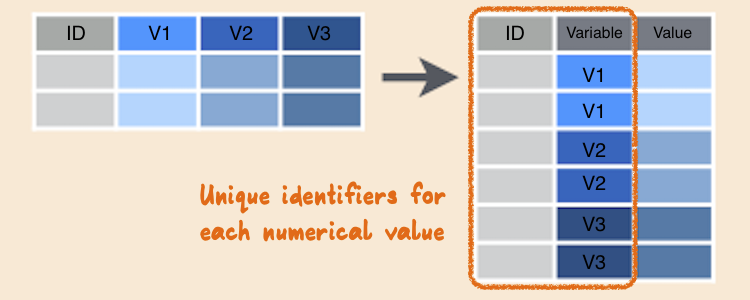 ID V1 V2 V3
ID Variable Value
V1
V1
V2
V2
V3
V3
Unique identifiers for
each numerical value